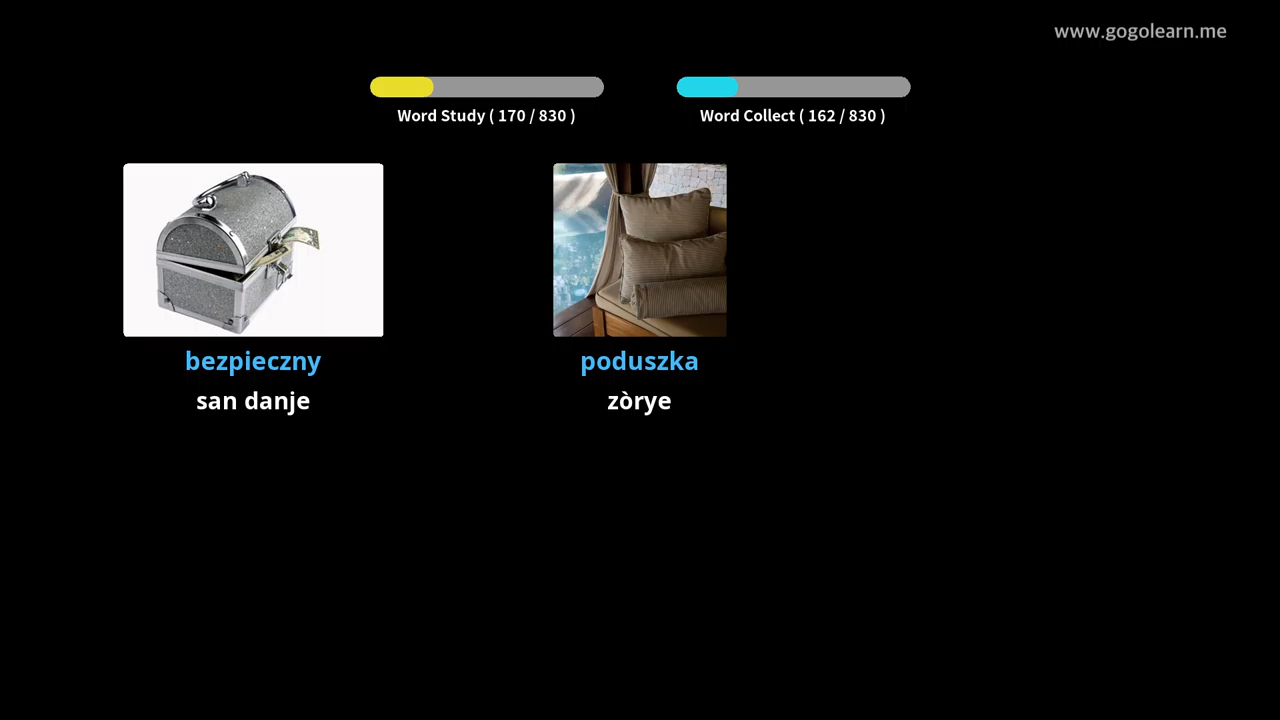 www.gogolearn.me
Word Study ( 170 / 830 )
Word Collect ( 162 / 830 )
bezpieczny
san danje
poduszka
zòrye